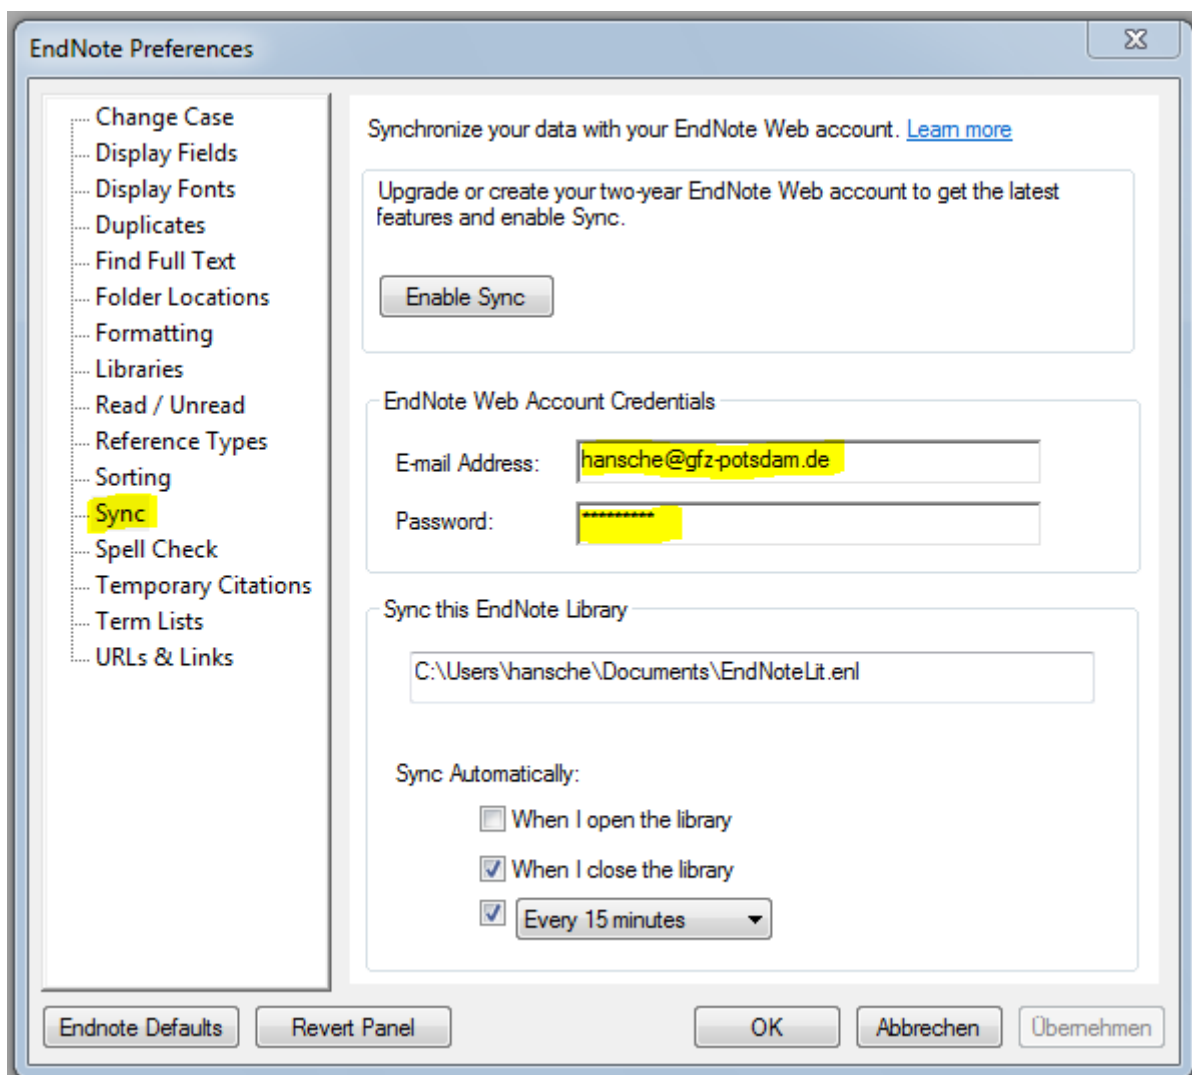 EndNote Preferences
Change Case
Display Fields
Display Fonts
Duplicates
Find Full Text
Folder Locations
Formatting
Libraries
Read / Unread
Reference Types
Sorting
Sync
Spell Check
Temporary Citations
Term Lists
URLs & Links
Synchronize your data with your EndNote Web account. Learn more
Upgrade or create your two-year EndNote Web account to get the latest
features and enable Sync.
Enable Sync
EndNote Web Account Credentials
E-mail Address: hansche@gfz-potsdam.de
Password: *********
Sync this EndNote Library
C:\Users\hansche\Documents\EndNoteLit.enl
Sync Automatically:
When I open the library
When I close the library
Every 15 minutes
Endnote Defaults Revert Panel OK Abbrechen Übernehmen